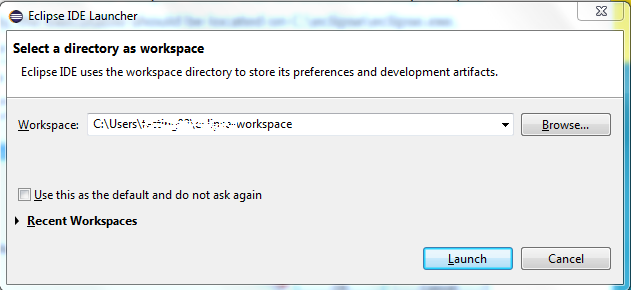 Eclipse IDE Launcher
Select a directory as workspace
Eclipse IDE uses the workspace directory to store its preferences and development artifacts.
Workspace: C:\Users\ workspace Browse...
Use this as the default and do not ask again
Recent Workspaces
Launch Cancel